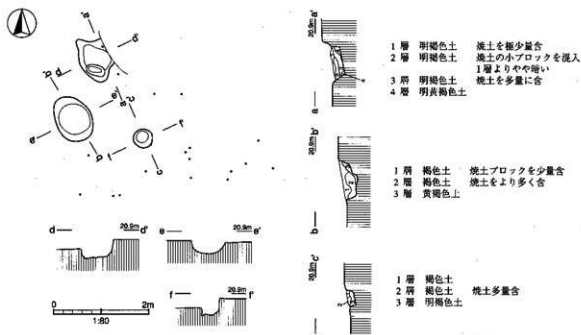 20.9m a'
1層 明褐色土 焼土を極少量含
2層 明褐色土 焼土の小ブロックを混入
1層よりやや暗い
3層 明褐色土 焼土を多量に含
4層 明黄褐色土
a
20.9m b'
1層 褐色土 焼土ブロックを少量含
2層 褐色土 焼土をより多く含
3層 黄褐色土
b
20.9m c'
1層 褐色土
2層 褐色土 焼土多量含
3層 明褐色土
d 20.9m d'
e 20.9m e'
f 20.9m f'
0 2m
1:80